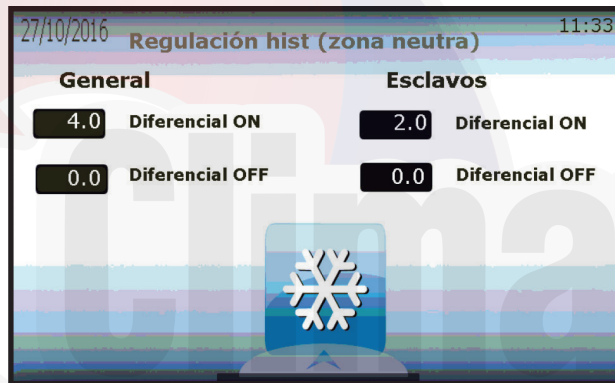 27/10/2016
Regulación hist (zona neutra)
11:33
General
Esclavos
4.0 Diferencial ON
2.0 Diferencial ON
0.0 Diferencial OFF
0.0 Diferencial OFF
Clima